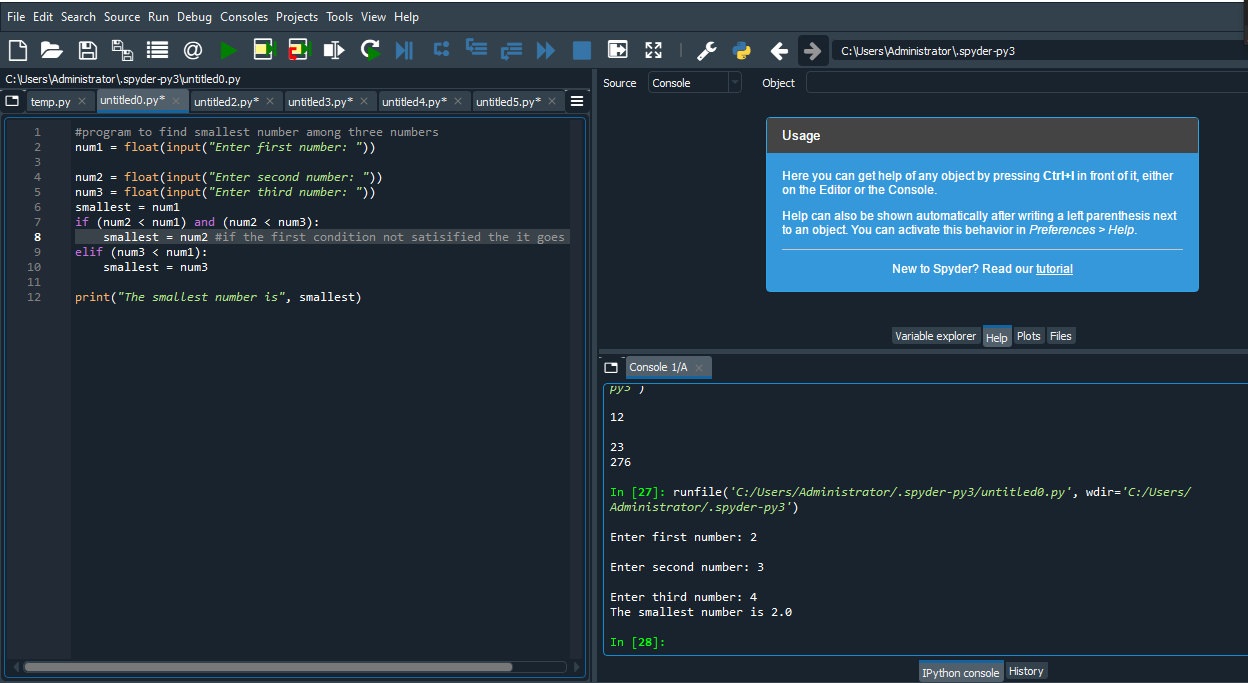 File Edit Search Source Run Debug Consoles Projects Tools View Help
C:\Users\Administrator\.spyder-py3
C:\Users\Administrator\.spyder-py3\untitled0.py
temp.py untitled0.py* untitled2.py* untitled3.py* untitled4.py* untitled5.py*
1 #program to find smallest number among three numbers
2 num1 = float(input("Enter first number: "))
3
4 num2 = float(input("Enter second number: "))
5 num3 = float(input("Enter third number: "))
6 smallest = num1
7 if (num2 < num1) and (num2 < num3):
8     smallest = num2 #if the first condition not satisified the it goes
9 elif (num3 < num1):
10     smallest = num3
11
12 print("The smallest number is", smallest)
Source Console Object
Usage
Here you can get help of any object by pressing Ctrl+I in front of it, either
on the Editor or the Console.
Help can also be shown automatically after writing a left parenthesis next
to an object. You can activate this behavior in Preferences > Help.
New to Spyder? Read our tutorial
Variable explorer Help Plots Files
Console 1/A
py3')
12
23
276
In [27]: runfile('C:/Users/Administrator/.spyder-py3/untitled0.py', wdir='C:/Users/
Administrator/.spyder-py3')
Enter first number: 2
Enter second number: 3
Enter third number: 4
The smallest number is 2.0
In [28]:
IPython console History